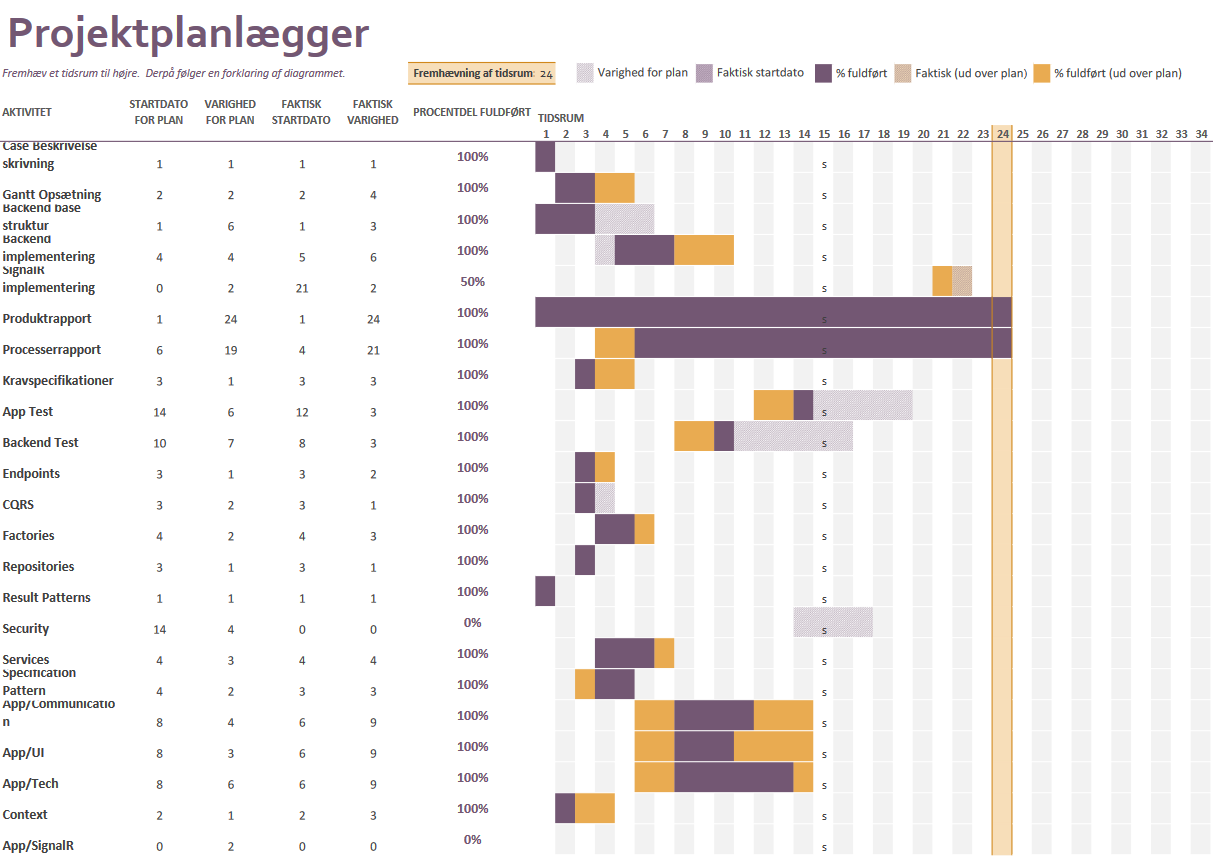 Projektplanlægger
Fremhæv et tidsrum til højre. Derpå følger en forklaring af diagrammet.
Fremhævning af tidsrum: 24
Varighed for plan
Faktisk startdato
% fuldført
Faktisk (ud over plan)
% fuldført (ud over plan)
AKTIVITET
STARTDATO
FOR PLAN
VARIGHED
FOR PLAN
FAKTISK
STARTDATO
FAKTISK
VARIGHED
PROCENTDEL FULDFØRT
TIDSRUM
1 2 3 4 5 6 7 8 9 10 11 12 13 14 15 16 17 18 19 20 21 22 23 24 25 26 27 28 29 30 31 32 33 34
Case Beskrivelse
skrivning 1 1 1 1 100% s
Gantt Opsætning 2 2 2 4 100% s
Backend base
struktur 1 6 1 3 100% s
Backend
implementering 4 4 5 6 100% s
SignalR
implementering 0 2 21 2 50% s
Produktrapport 1 24 1 24 100% s
Processerrapport 6 19 4 21 100% s
Kravspecifikationer 3 1 3 3 100% s
App Test 14 6 12 3 100% s
Backend Test 10 7 8 3 100% s
Endpoints 3 1 3 2 100% s
CQRS 3 2 3 1 100% s
Factories 4 2 4 3 100% s
Repositories 3 1 3 1 100% s
Result Patterns 1 1 1 1 100% s
Security 14 4 0 0 0% s
Services 4 3 4 4 100% s
Specification
Pattern 4 2 3 3 100% s
App/Communicatio
n 8 4 6 9 100% s
App/UI 8 3 6 9 100% s
App/Tech 8 6 6 9 100% s
Context 2 1 2 3 100% s
App/SignalR 0 2 0 0 0% s